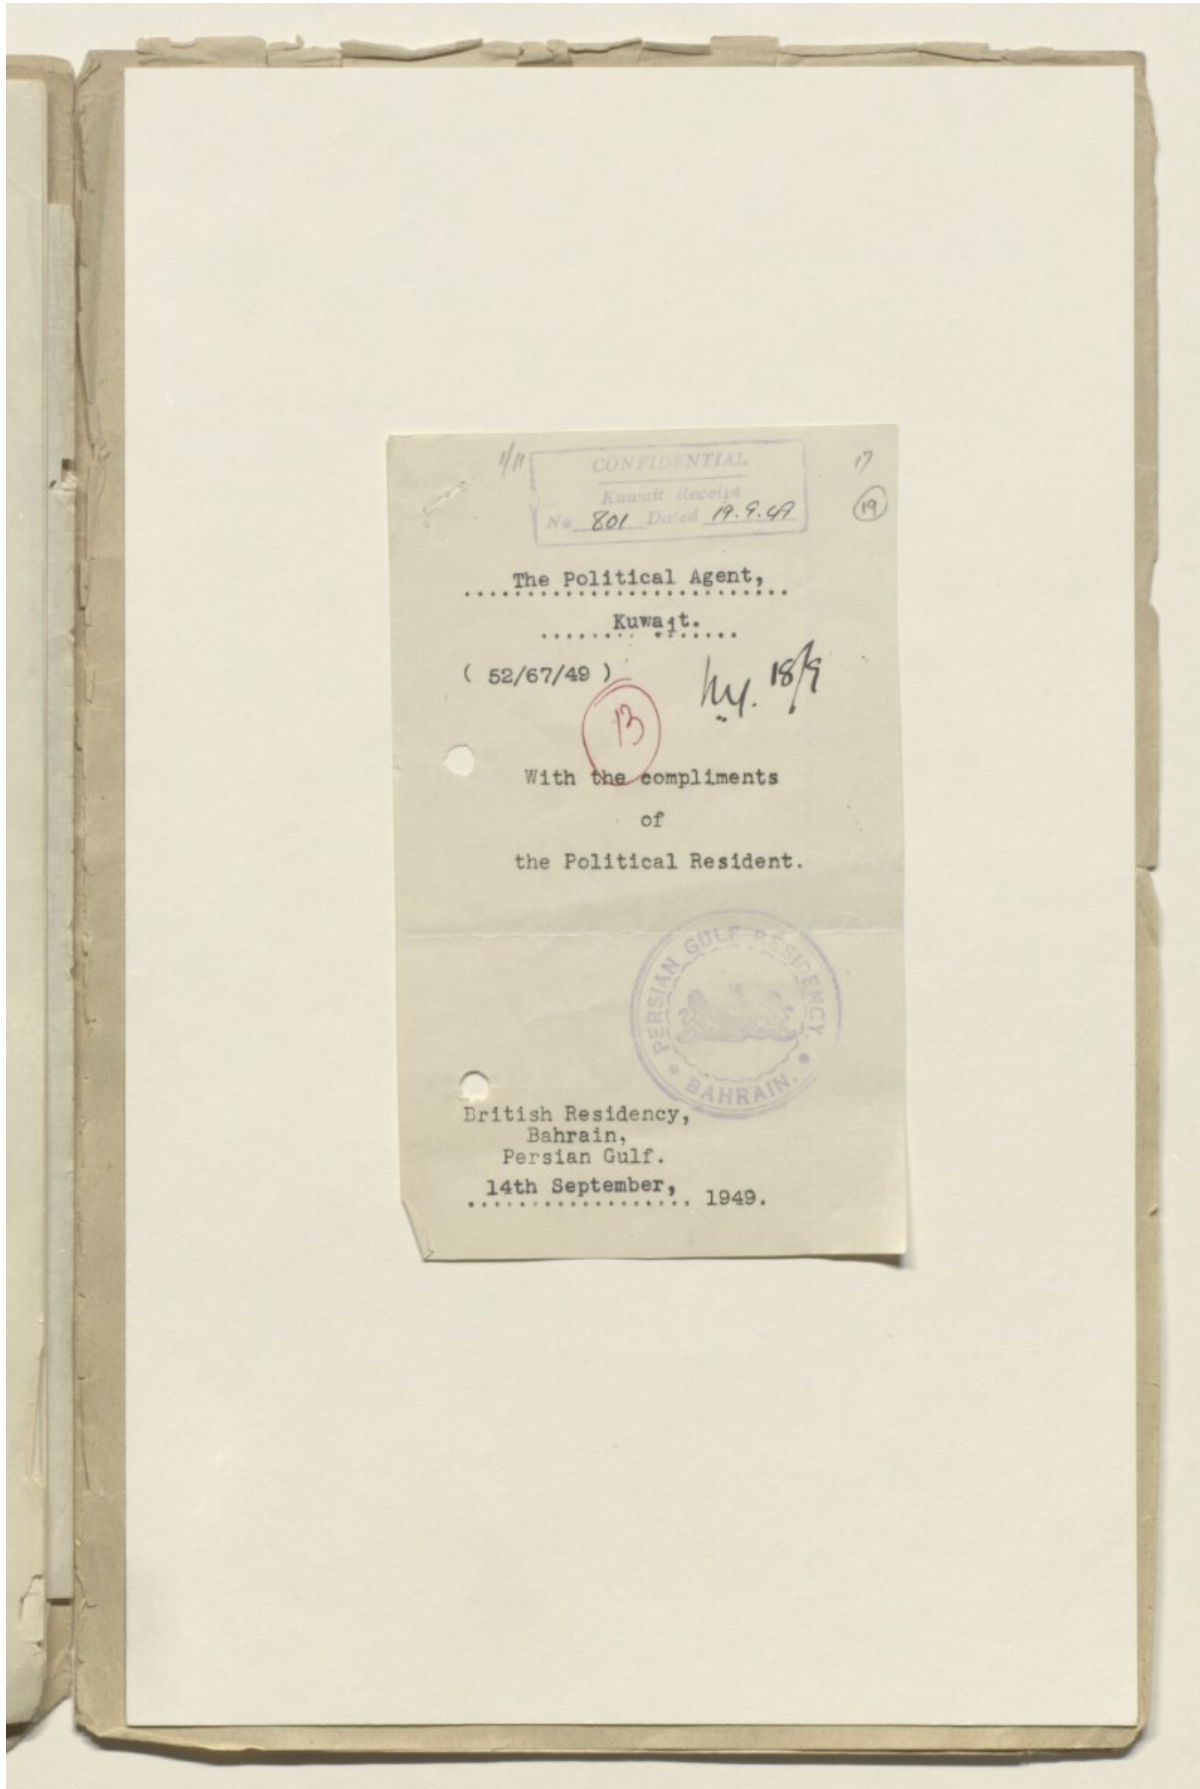 1/11
CONFIDENTIAL
17
Kuwait Receipt
No 801 Dated 19.9.49
19
The Political Agent,
Kuwait.
( 52/67/49 )
18/9
13
With the compliments
of
the Political Resident.
PERSIAN GULF RESIDENCY.
BAHRAIN.
British Residency,
Bahrain,
Persian Gulf.
14th September, 1949.